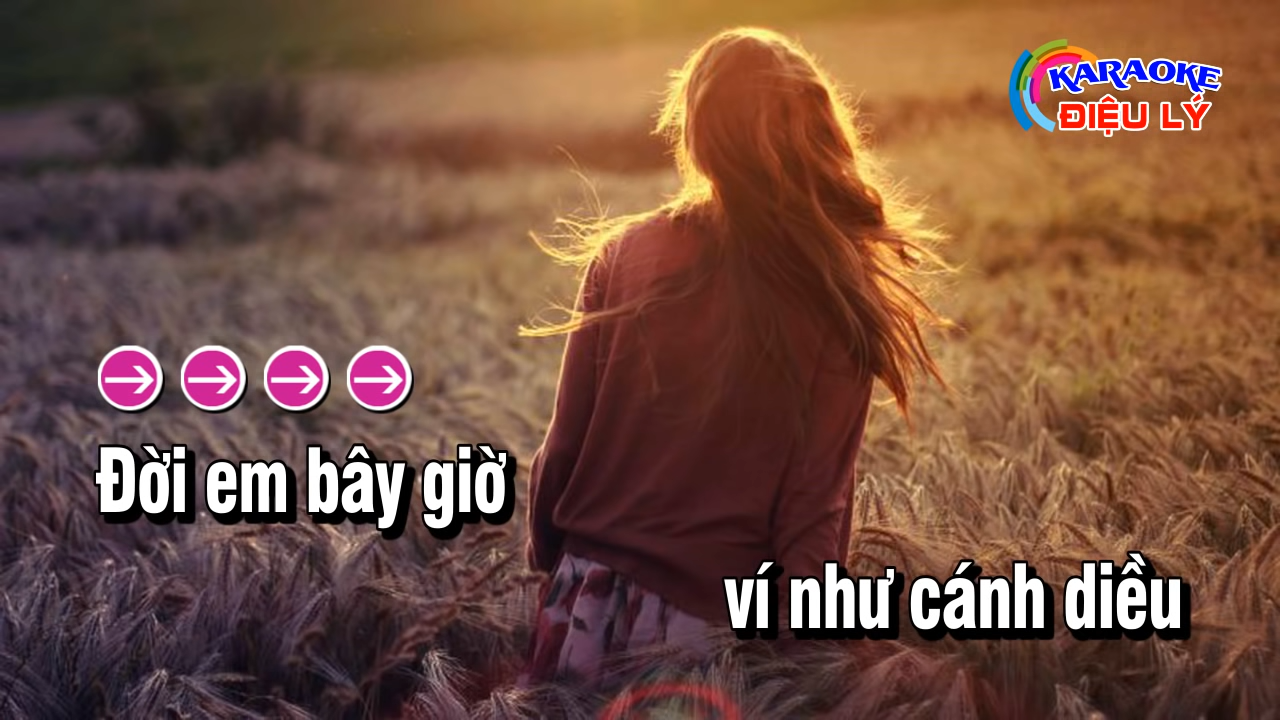 KARAOKE
ĐIỆU LÝ
Đời em bây giờ
ví như cánh diều